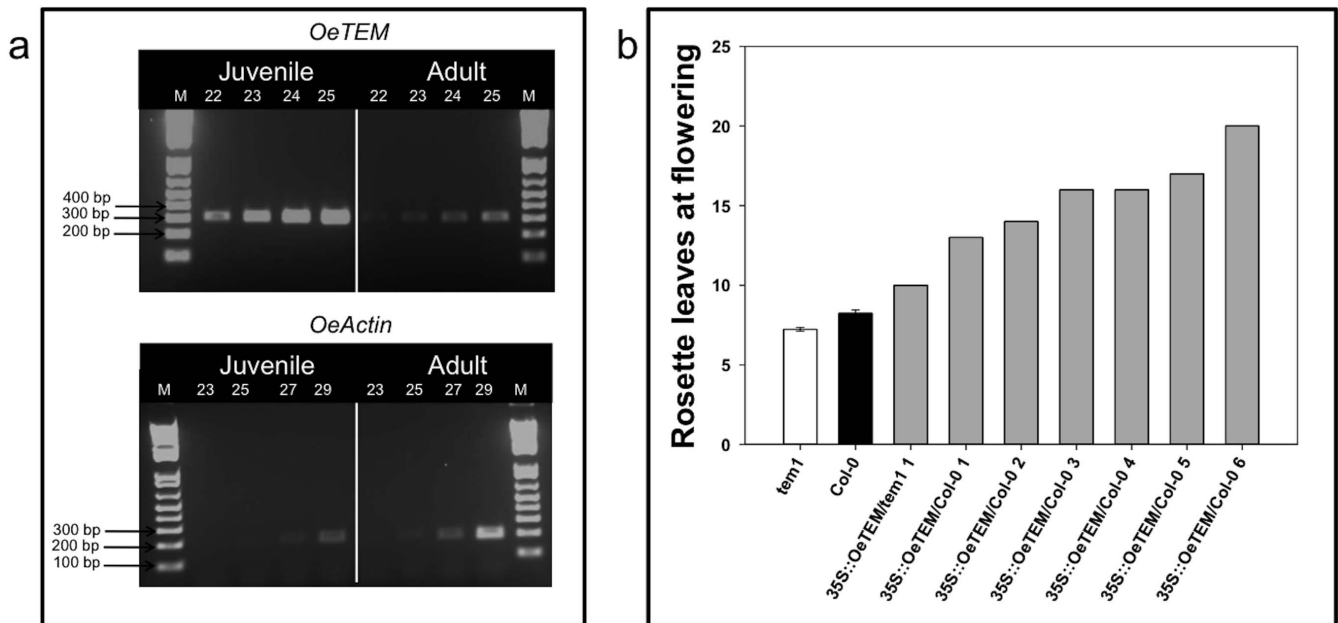 a
OeTEM
Juvenile Adult
M 22 23 24 25 22 23 24 25 M
400 bp
300 bp
200 bp
OeActin
Juvenile Adult
M 23 25 27 29 23 25 27 29 M
300 bp
200 bp
100 bp
b
Rosette leaves at flowering
25
20
15
10
5
0
tem1
Col-0
35S::OeTEM/tem1 1
35S::OeTEM/Col-0 1
35S::OeTEM/Col-0 2
35S::OeTEM/Col-0 3
35S::OeTEM/Col-0 4
35S::OeTEM/Col-0 5
35S::OeTEM/Col-0 6